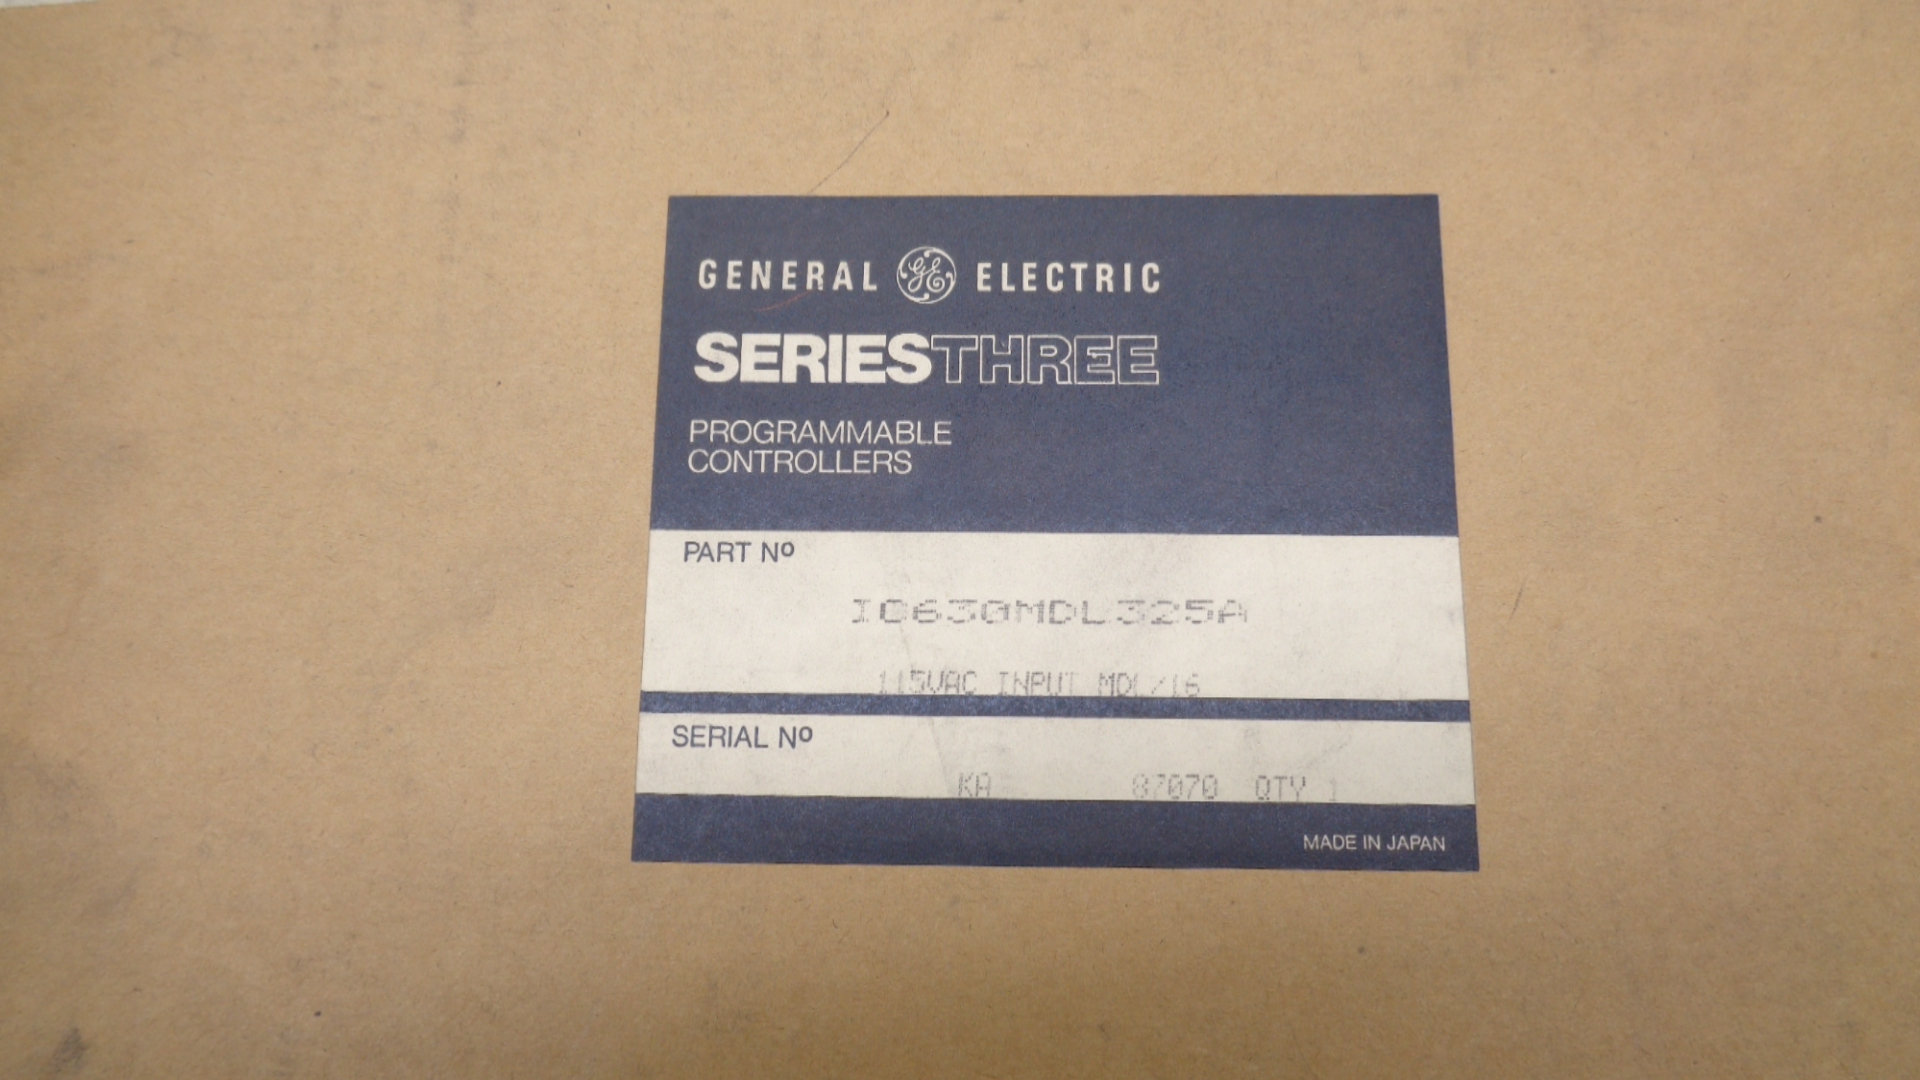 GENERAL GE ELECTRIC
SERIESTHREE
PROGRAMMABLE
CONTROLLERS
PART Nº
IC630MDL325A
115VAC INPUT MDL/16
SERIAL Nº
KA 87070 QTY 1
MADE IN JAPAN